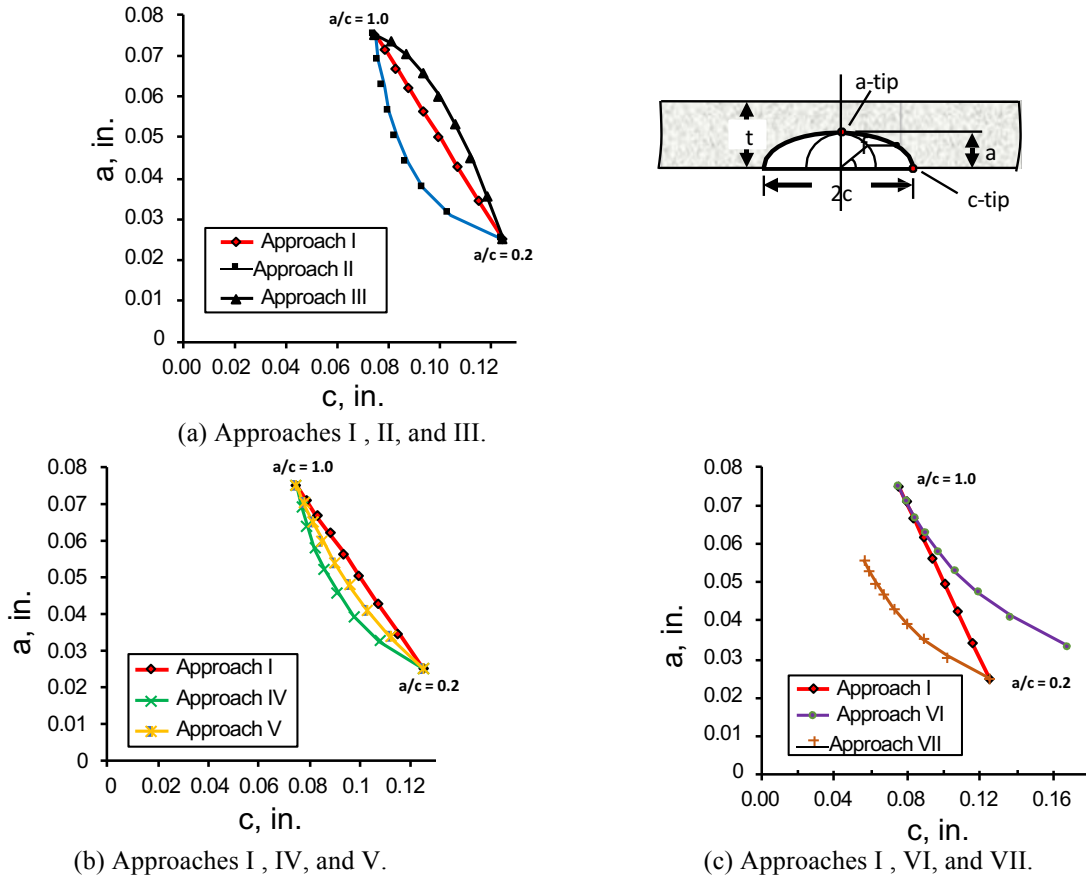 a/c = 1.0
0.08
0.07
0.06
0.05
0.04
0.03
0.02
0.01
0
a, in.
a/c = 0.2
Approach I
Approach II
Approach III
0.00 0.02 0.04 0.06 0.08 0.10 0.12
c, in.
(a) Approaches I , II, and III.
a-tip
t
a
2c
c-tip
a/c = 1.0
0.08
0.07
0.06
0.05
0.04
0.03
0.02
0.01
0
a, in.
a/c = 0.2
Approach I
Approach IV
Approach V
0 0.02 0.04 0.06 0.08 0.10 0.12
c, in.
(b) Approaches I , IV, and V.
0.08
0.07
0.06
0.05
0.04
0.03
0.02
0.01
0
a, in.
a/c = 1.0
a/c = 0.2
Approach I
Approach VI
Approach VII
0.00 0.04 0.08 0.12 0.16
c, in.
(c) Approaches I , VI, and VII.